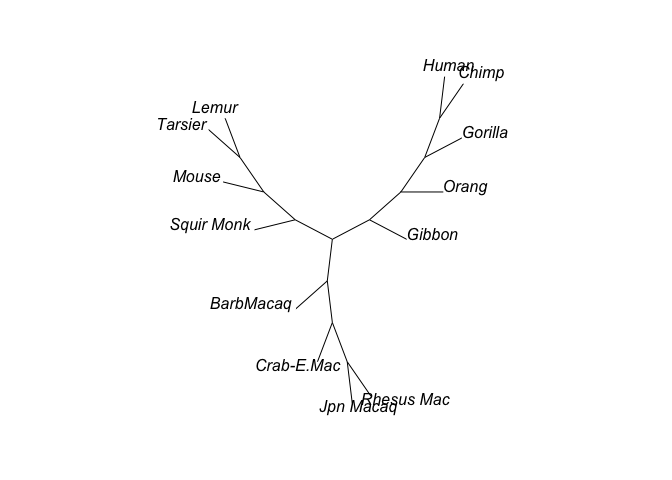 Human
Chimp
Lemur
Tarsier
Gorilla
Mouse
Orang
Squir Monk
Gibbon
BarbMacaq
Crab-E.Mac
Rhesus Mac
Jpn Macaq